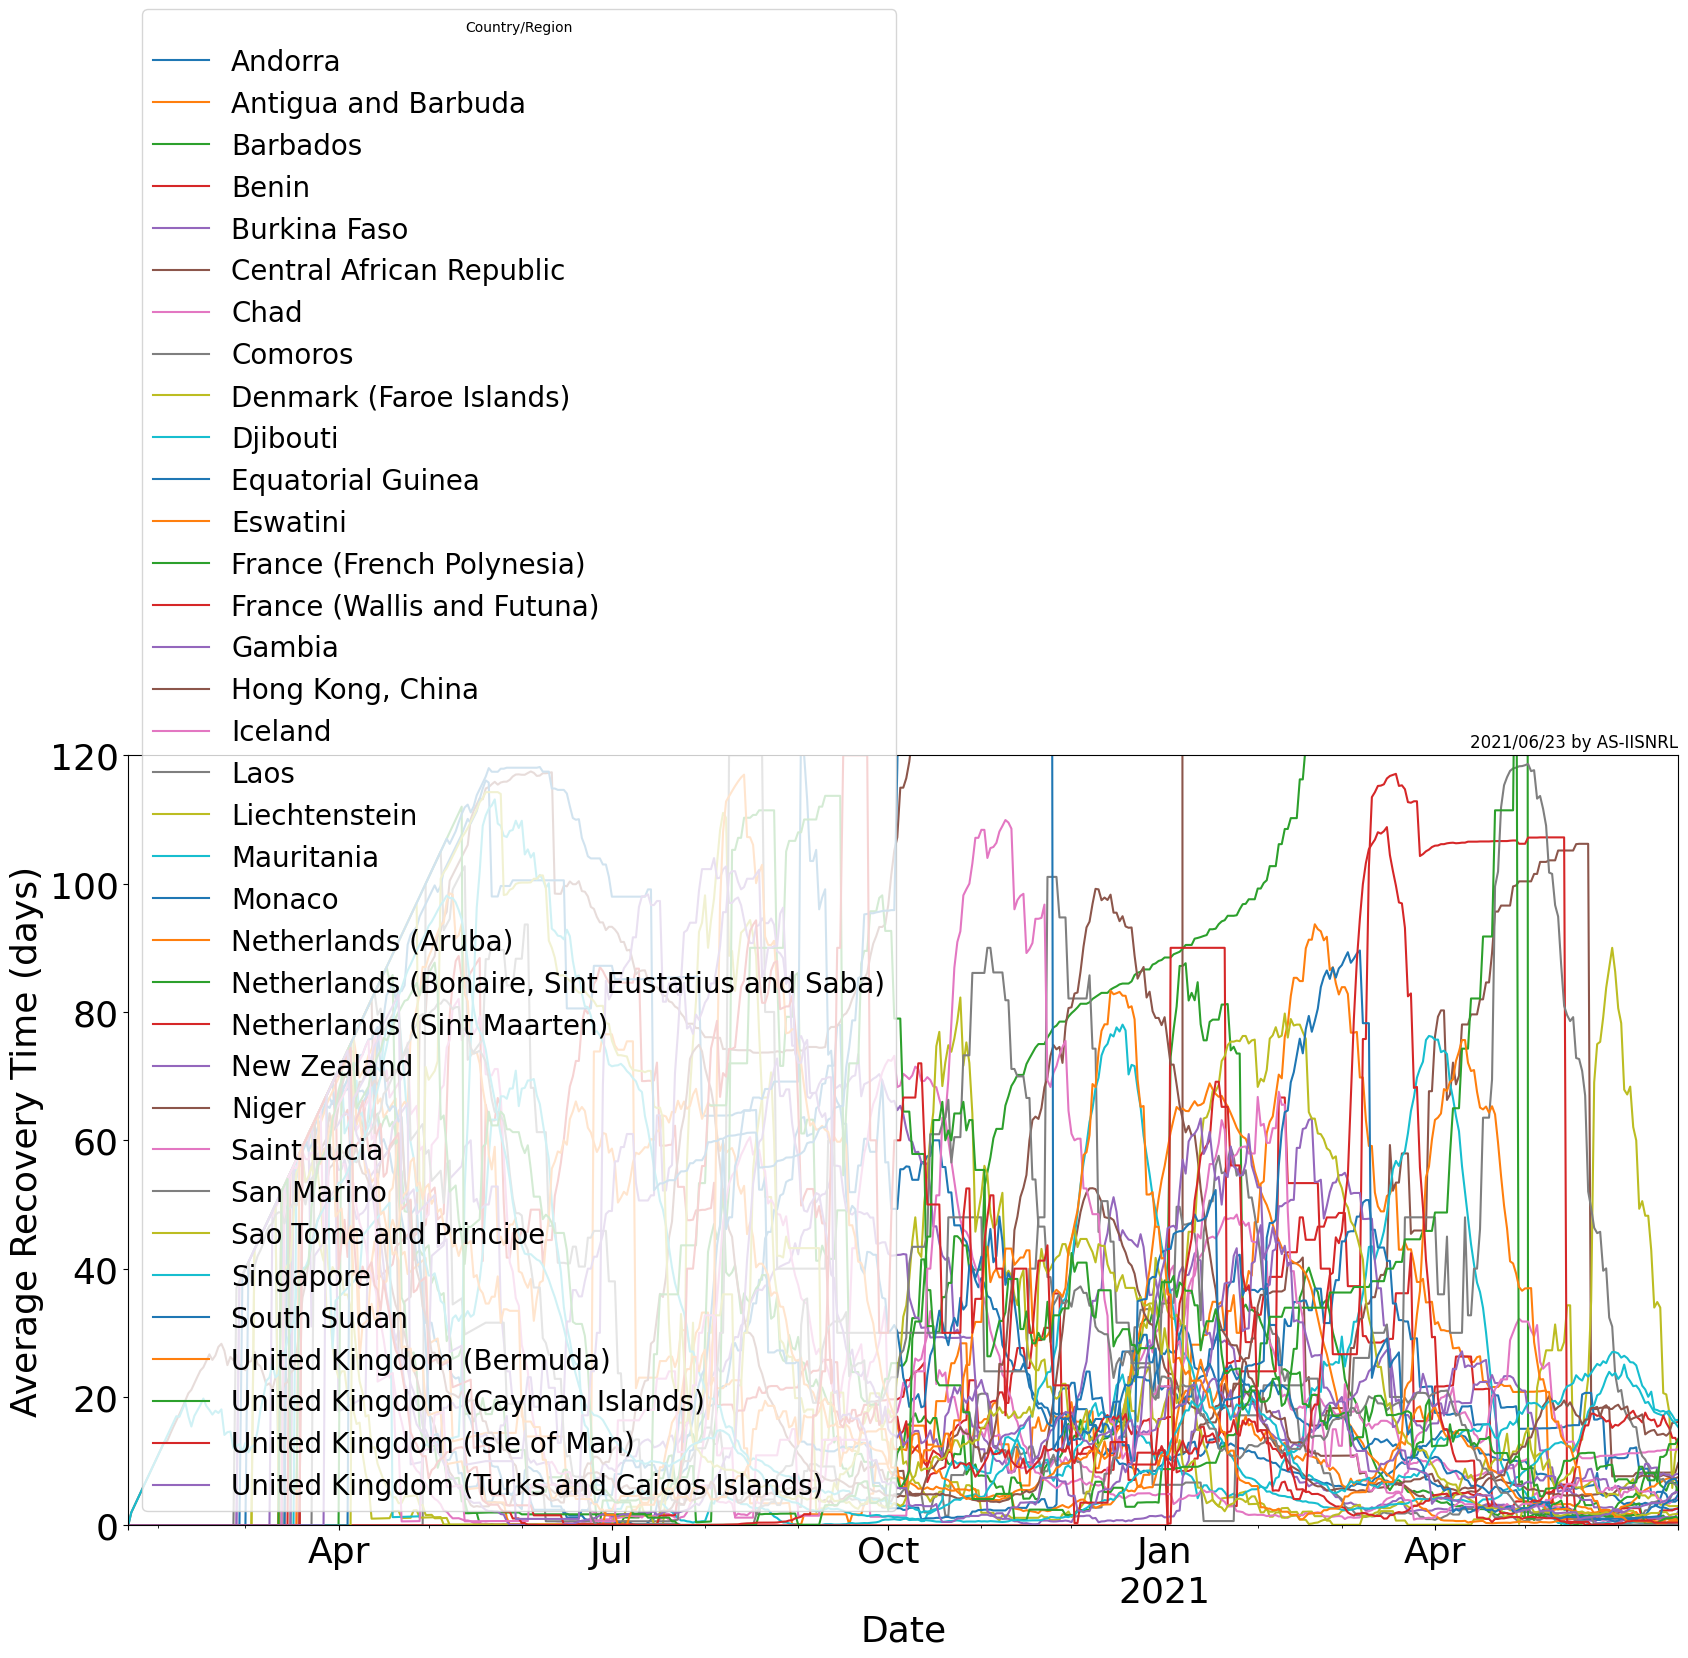 Country/Region
Andorra
Antigua and Barbuda
Barbados
Benin
Burkina Faso
Central African Republic
Chad
Comoros
Denmark (Faroe Islands)
Djibouti
Equatorial Guinea
Eswatini
France (French Polynesia)
France (Wallis and Futuna)
Gambia
Hong Kong, China
Iceland
Laos
Liechtenstein
Mauritania
Monaco
Netherlands (Aruba)
Netherlands (Bonaire, Sint Eustatius and Saba)
Netherlands (Sint Maarten)
New Zealand
Niger
Saint Lucia
San Marino
Sao Tome and Principe
Singapore
South Sudan
United Kingdom (Bermuda)
United Kingdom (Cayman Islands)
United Kingdom (Isle of Man)
United Kingdom (Turks and Caicos Islands)
2021/06/23 by AS-IISNRL
Average Recovery Time (days)
120
100
80
60
40
20
0
Apr
Jul
Oct
Jan
2021
Apr
Date